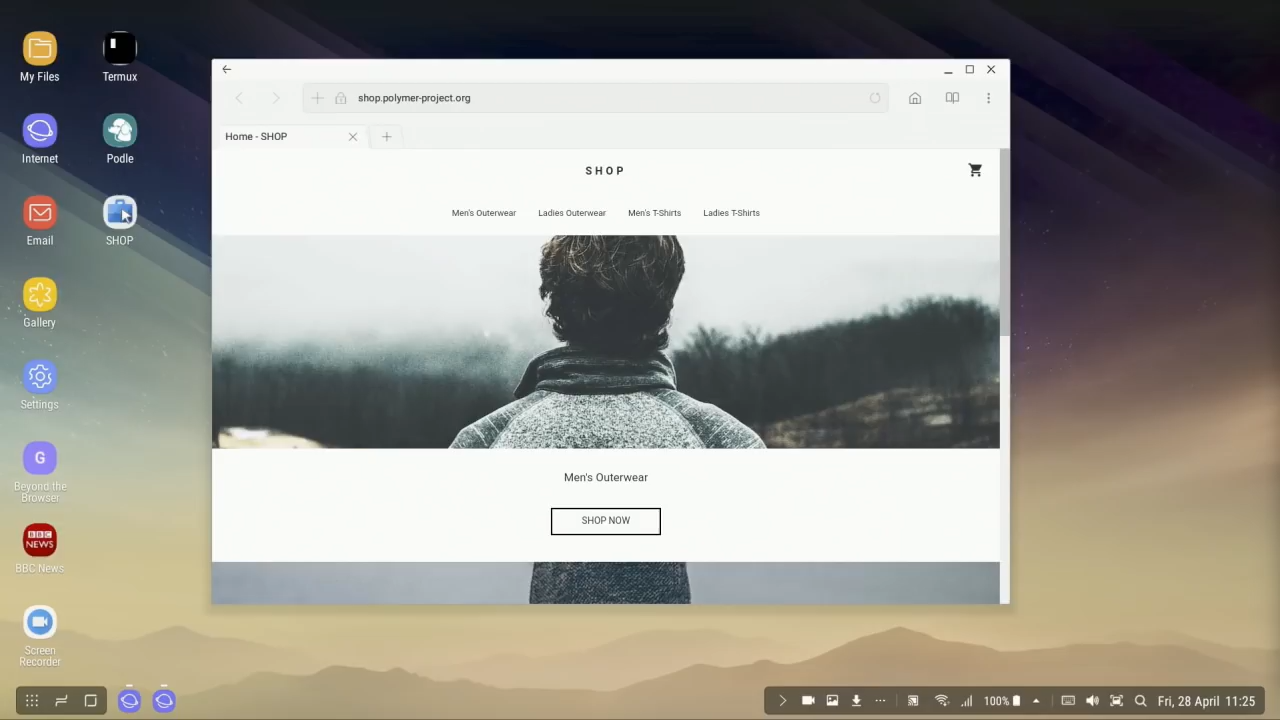 My Files
Termux
Internet
Podle
Email
SHOP
Gallery
Settings
G
Beyond the
Browser
BBC
NEWS
BBC News
Screen
Recorder
shop.polymer-project.org
Home - SHOP
SHOP
Men's Outerwear
Ladies Outerwear
Men's T-Shirts
Ladies T-Shirts
Men's Outerwear
SHOP NOW
100%
Fri, 28 April 11:25